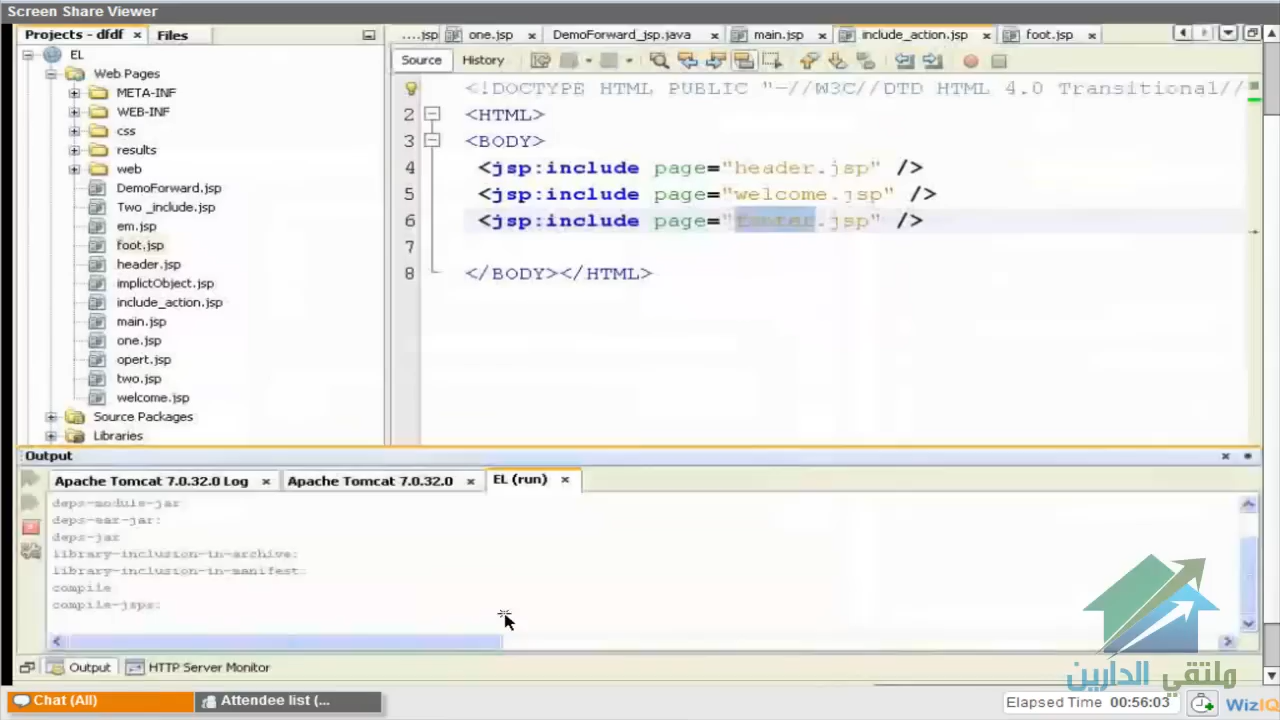 Screen Share Viewer
Projects - dfdf × Files
....jsp one.jsp × DemoForward_jsp.java × main.jsp × include_action.jsp × foot.jsp ×
Source History
EL
Web Pages
META-INF
WEB-INF
css
results
web
DemoForward.jsp
Two _include.jsp
em.jsp
foot.jsp
header.jsp
implictObject.jsp
include_action.jsp
main.jsp
one.jsp
opert.jsp
two.jsp
welcome.jsp
Source Packages
Libraries
<!DOCTYPE HTML PUBLIC "-//W3C//DTD HTML 4.0 Transitional//
2 <HTML>
3 <BODY>
4 <jsp:include page="header.jsp" />
5 <jsp:include page="welcome.jsp" />
6 <jsp:include page="footer.jsp" />
7
8 </BODY></HTML>
Output
Apache Tomcat 7.0.32.0 Log × Apache Tomcat 7.0.32.0 × EL (run) ×
deps-module-jar
deps-ear-jar:
deps-jar
library-inclusion-in-archive:
library-inclusion-in-manifest:
compile
compile-jsps:
Output HTTP Server Monitor
ملتقي الدارين
Chat (All) Attendee list (...
Elapsed Time 00:56:03
WizIQ